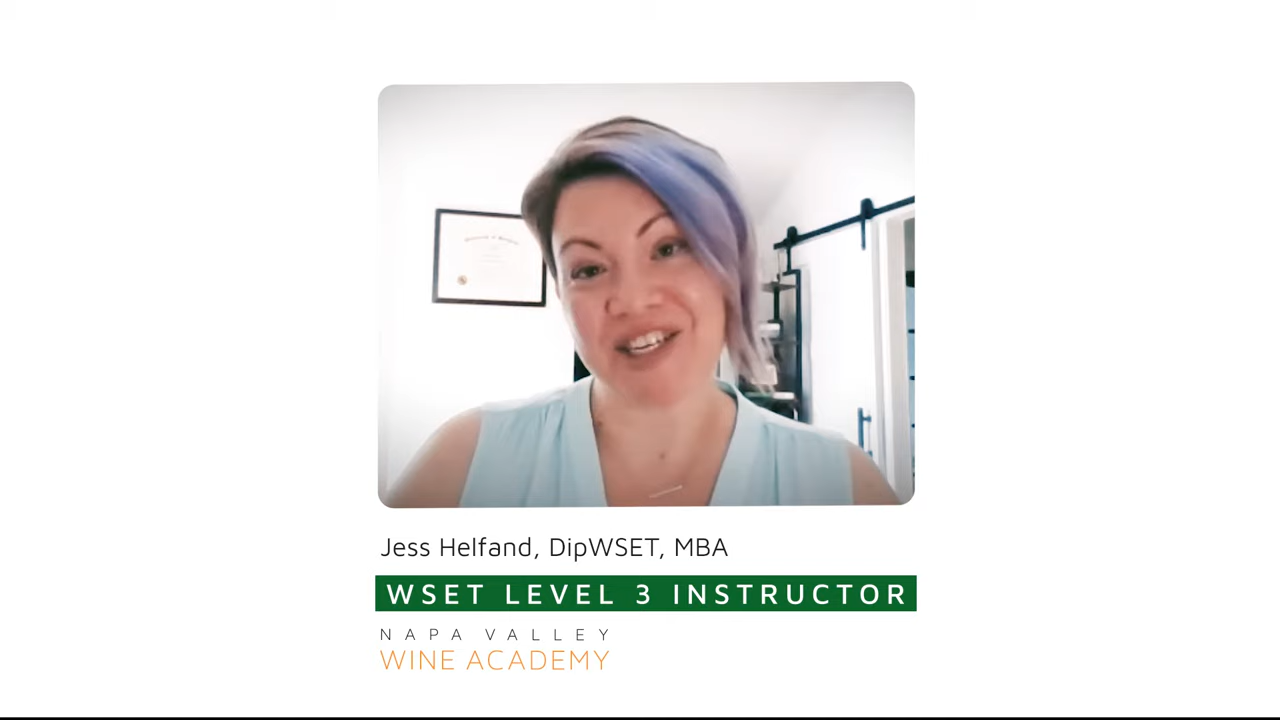 Jess Helfand, DipWSET, MBA
WSET LEVEL 3 INSTRUCTOR
NAPA VALLEY
WINE ACADEMY